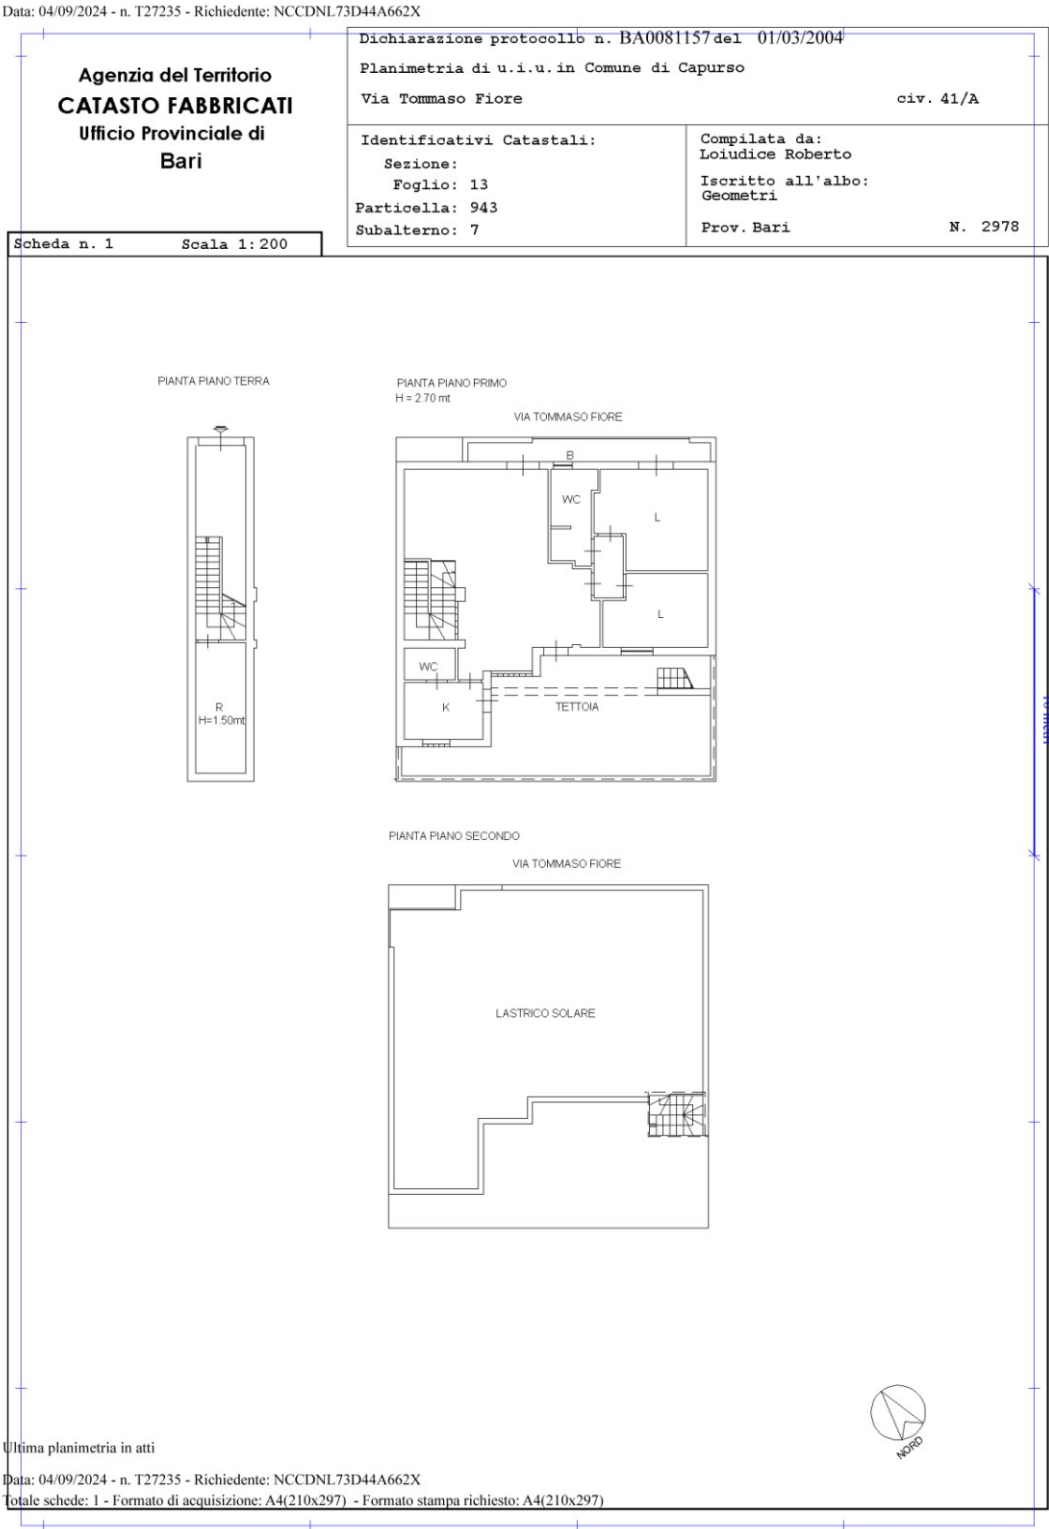 Data: 04/09/2024 - n. T27235 - Richiedente: NCCDNL73D44A662X
Agenzia del Territorio
CATASTO FABBRICATI
Ufficio Provinciale di
Bari
Dichiarazione protocollo n. BA0081157 del 01/03/2004
Planimetria di u.i.u. in Comune di Capurso
Via Tommaso Fiore civ. 41/A
Identificativi Catastali:
Sezione:
Foglio: 13
Particella: 943
Subalterno: 7
Compilata da:
Loiudice Roberto
Iscritto all'albo:
Geometri
Prov. Bari N. 2978
Scheda n. 1 Scala 1:200
PIANTA PIANO TERRA
R
H=1.50mt
PIANTA PIANO PRIMO
H = 2.70 mt
VIA TOMMASO FIORE
B
WC
L
L
WC
K
TETTOIA
PIANTA PIANO SECONDO
VIA TOMMASO FIORE
LASTRICO SOLARE
NORD
Ultima planimetria in atti
Data: 04/09/2024 - n. T27235 - Richiedente: NCCDNL73D44A662X
Totale schede: 1 - Formato di acquisizione: A4(210x297) - Formato stampa richiesto: A4(210x297)